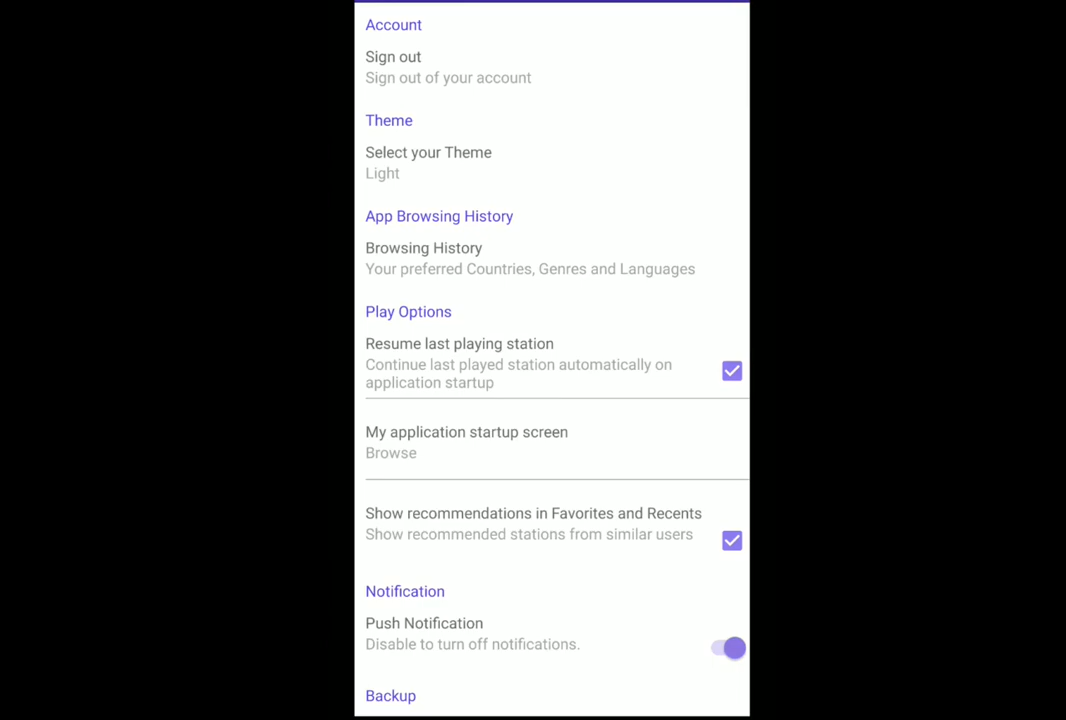 Account
Sign out
Sign out of your account
Theme
Select your Theme
Light
App Browsing History
Browsing History
Your preferred Countries, Genres and Languages
Play Options
Resume last playing station
Continue last played station automatically on
application startup
My application startup screen
Browse
Show recommendations in Favorites and Recents
Show recommended stations from similar users
Notification
Push Notification
Disable to turn off notifications.
Backup